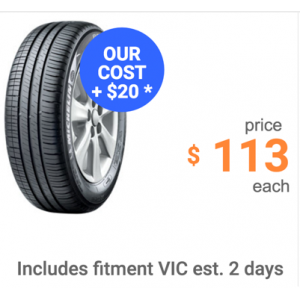 OUR
COST
+ $20 *
price
$ 113
each
Includes fitment VIC est. 2 days